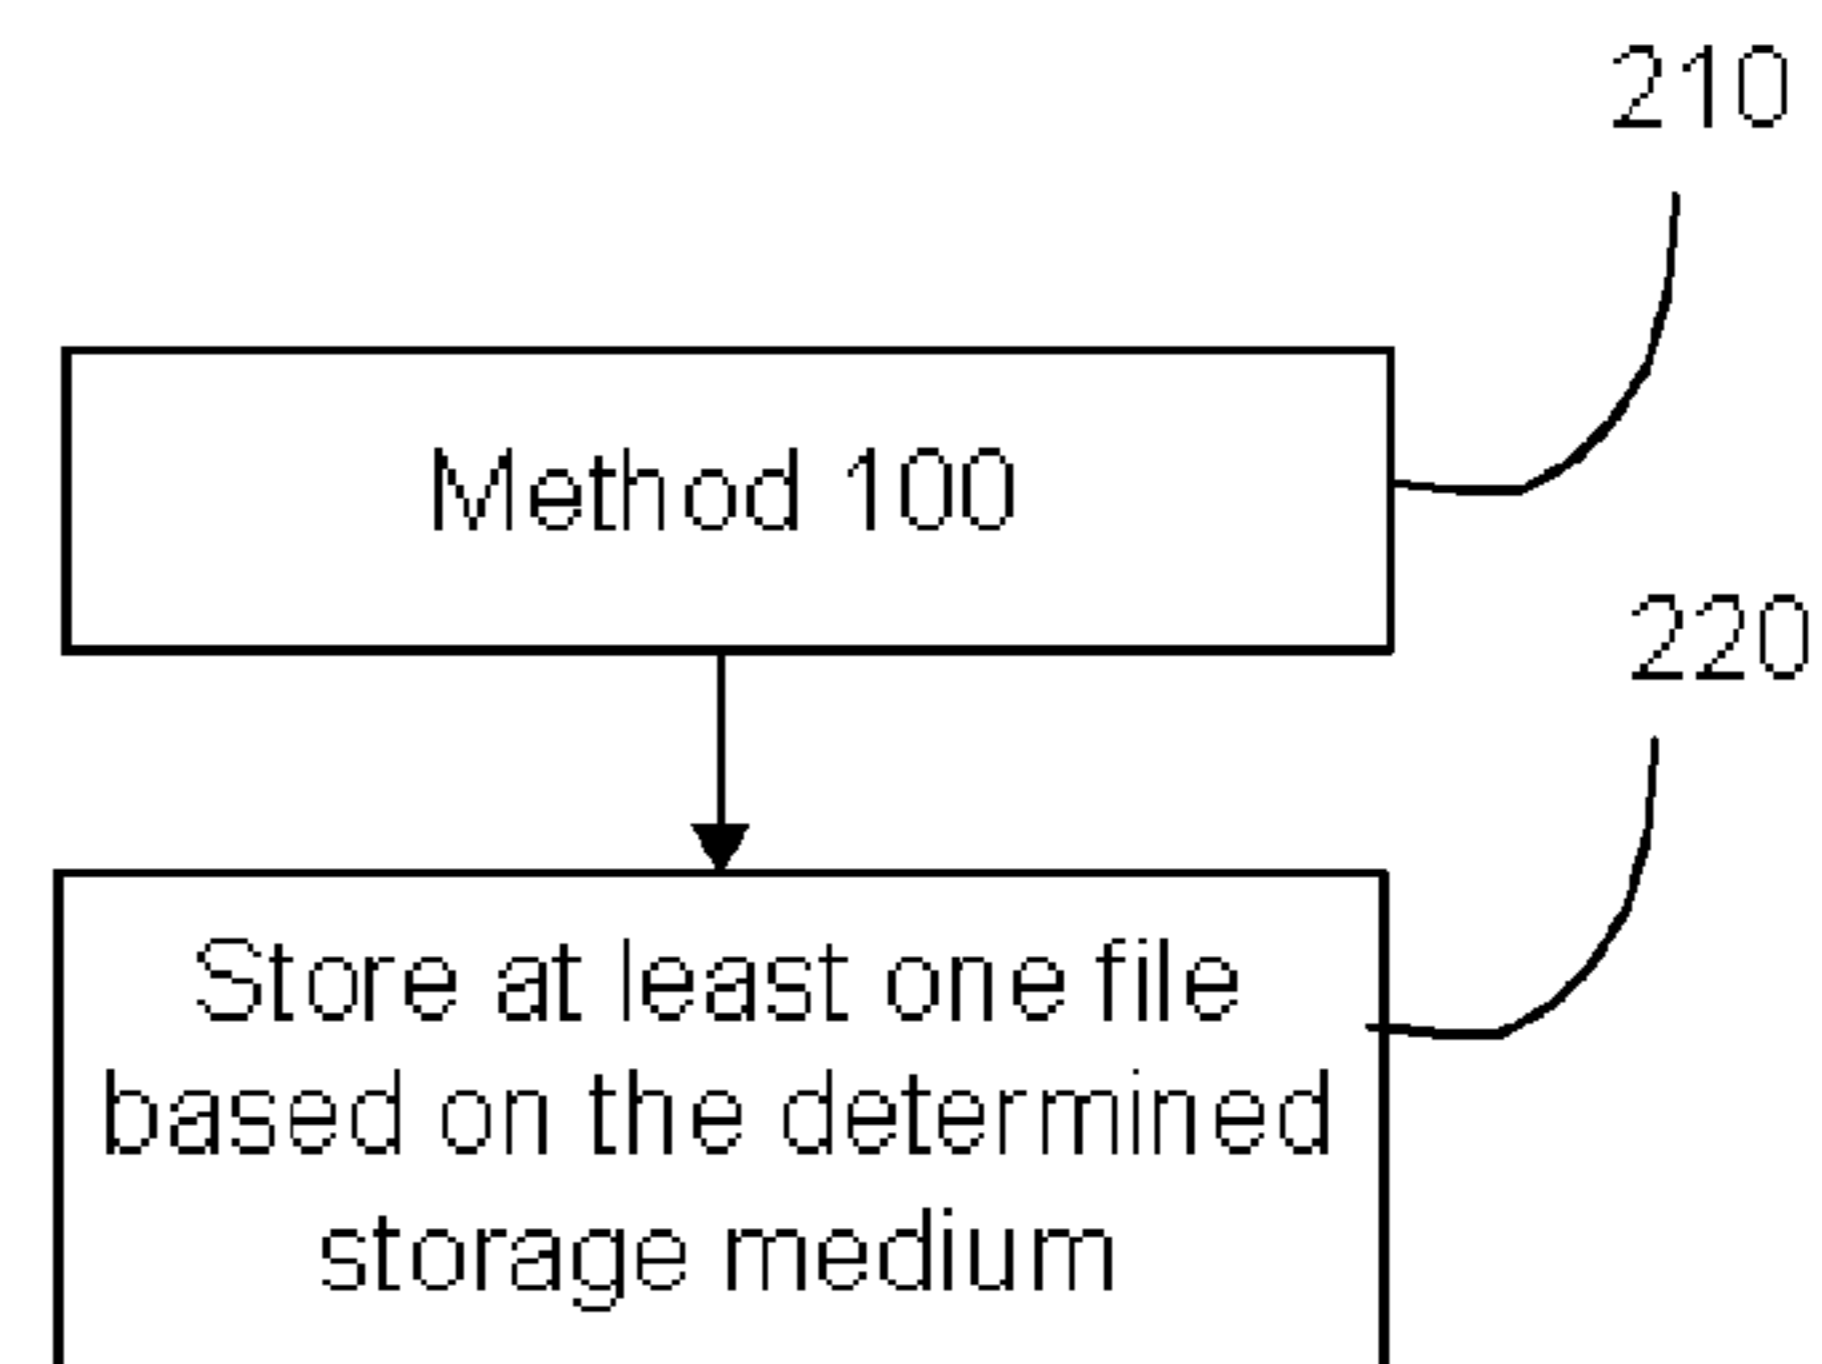 210
Method 100
220
Store at least one file
based on the determined
storage medium